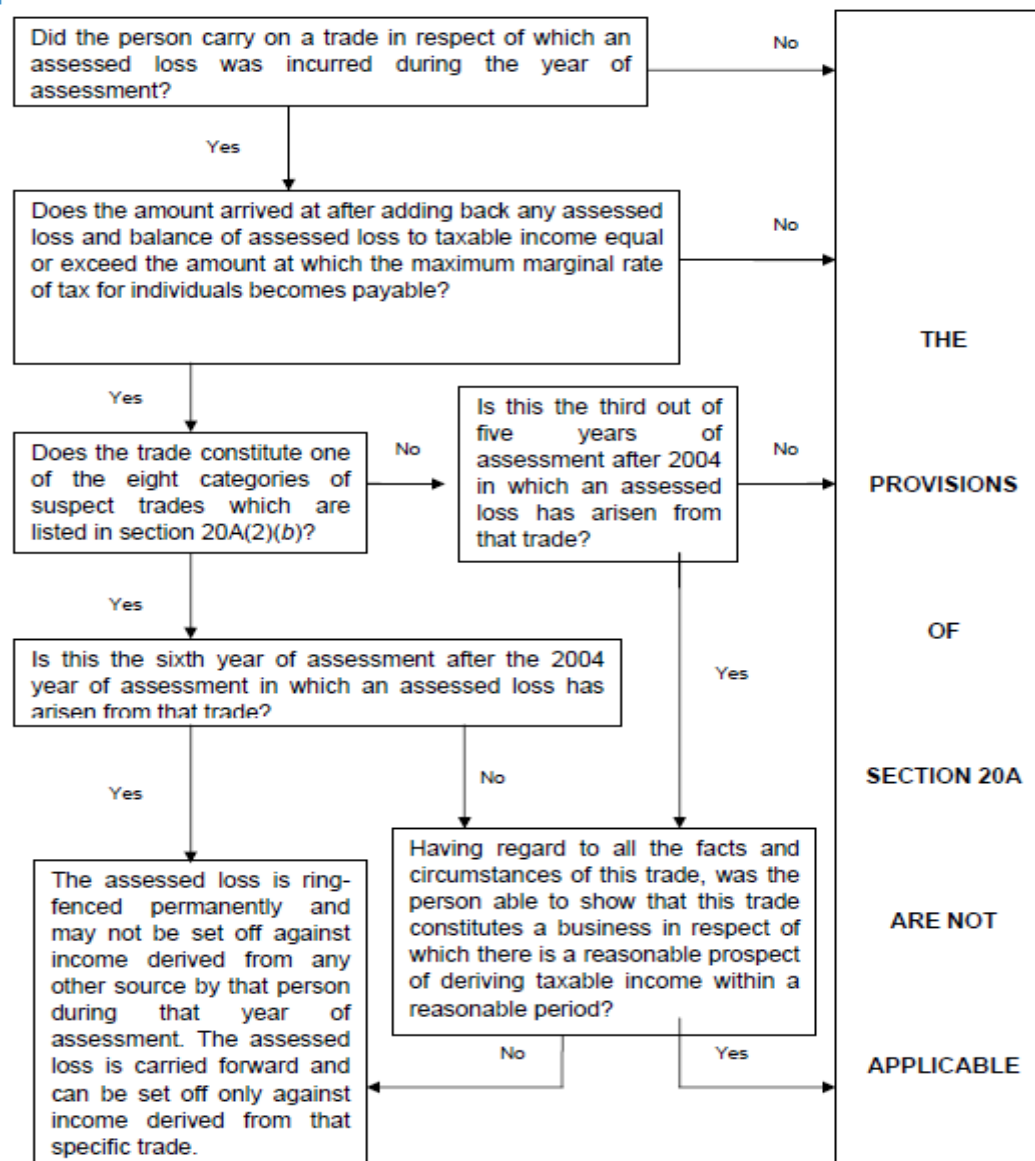 Did the person carry on a trade in respect of which an
assessed loss was incurred during the year of
assessment?
No
Yes
Does the amount arrived at after adding back any assessed
loss and balance of assessed loss to taxable income equal
or exceed the amount at which the maximum marginal rate
of tax for individuals becomes payable?
No
Yes
Does the trade constitute one
of the eight categories of
suspect trades which are
listed in section 20A(2)(b)?
No
Is this the third out of
five years of
assessment after 2004
in which an assessed
loss has arisen from
that trade?
No
Yes
Yes
Is this the sixth year of assessment after the 2004
year of assessment in which an assessed loss has
arisen from that trade?
Yes
No
The assessed loss is ring-
fenced permanently and
may not be set off against
income derived from any
other source by that person
during that year of
assessment. The assessed
loss is carried forward and
can be set off only against
income derived from that
specific trade.
Having regard to all the facts and
circumstances of this trade, was the
person able to show that this trade
constitutes a business in respect of
which there is a reasonable prospect
of deriving taxable income within a
reasonable period?
No
Yes
THE
PROVISIONS
OF
SECTION 20A
ARE NOT
APPLICABLE